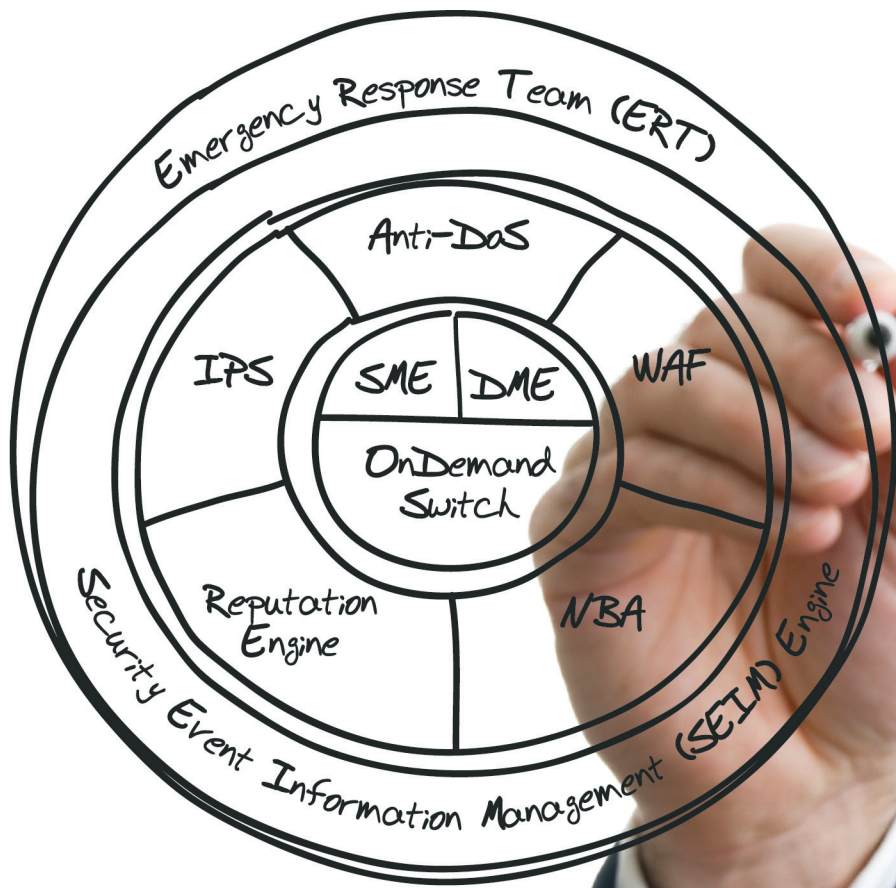 Emergency Response Team (ERT)
Anti-DoS
IPS
SME
DME
WAF
OnDemand
Switch
Reputation
Engine
NBA
Security Event Information Management (SEIM) Engine